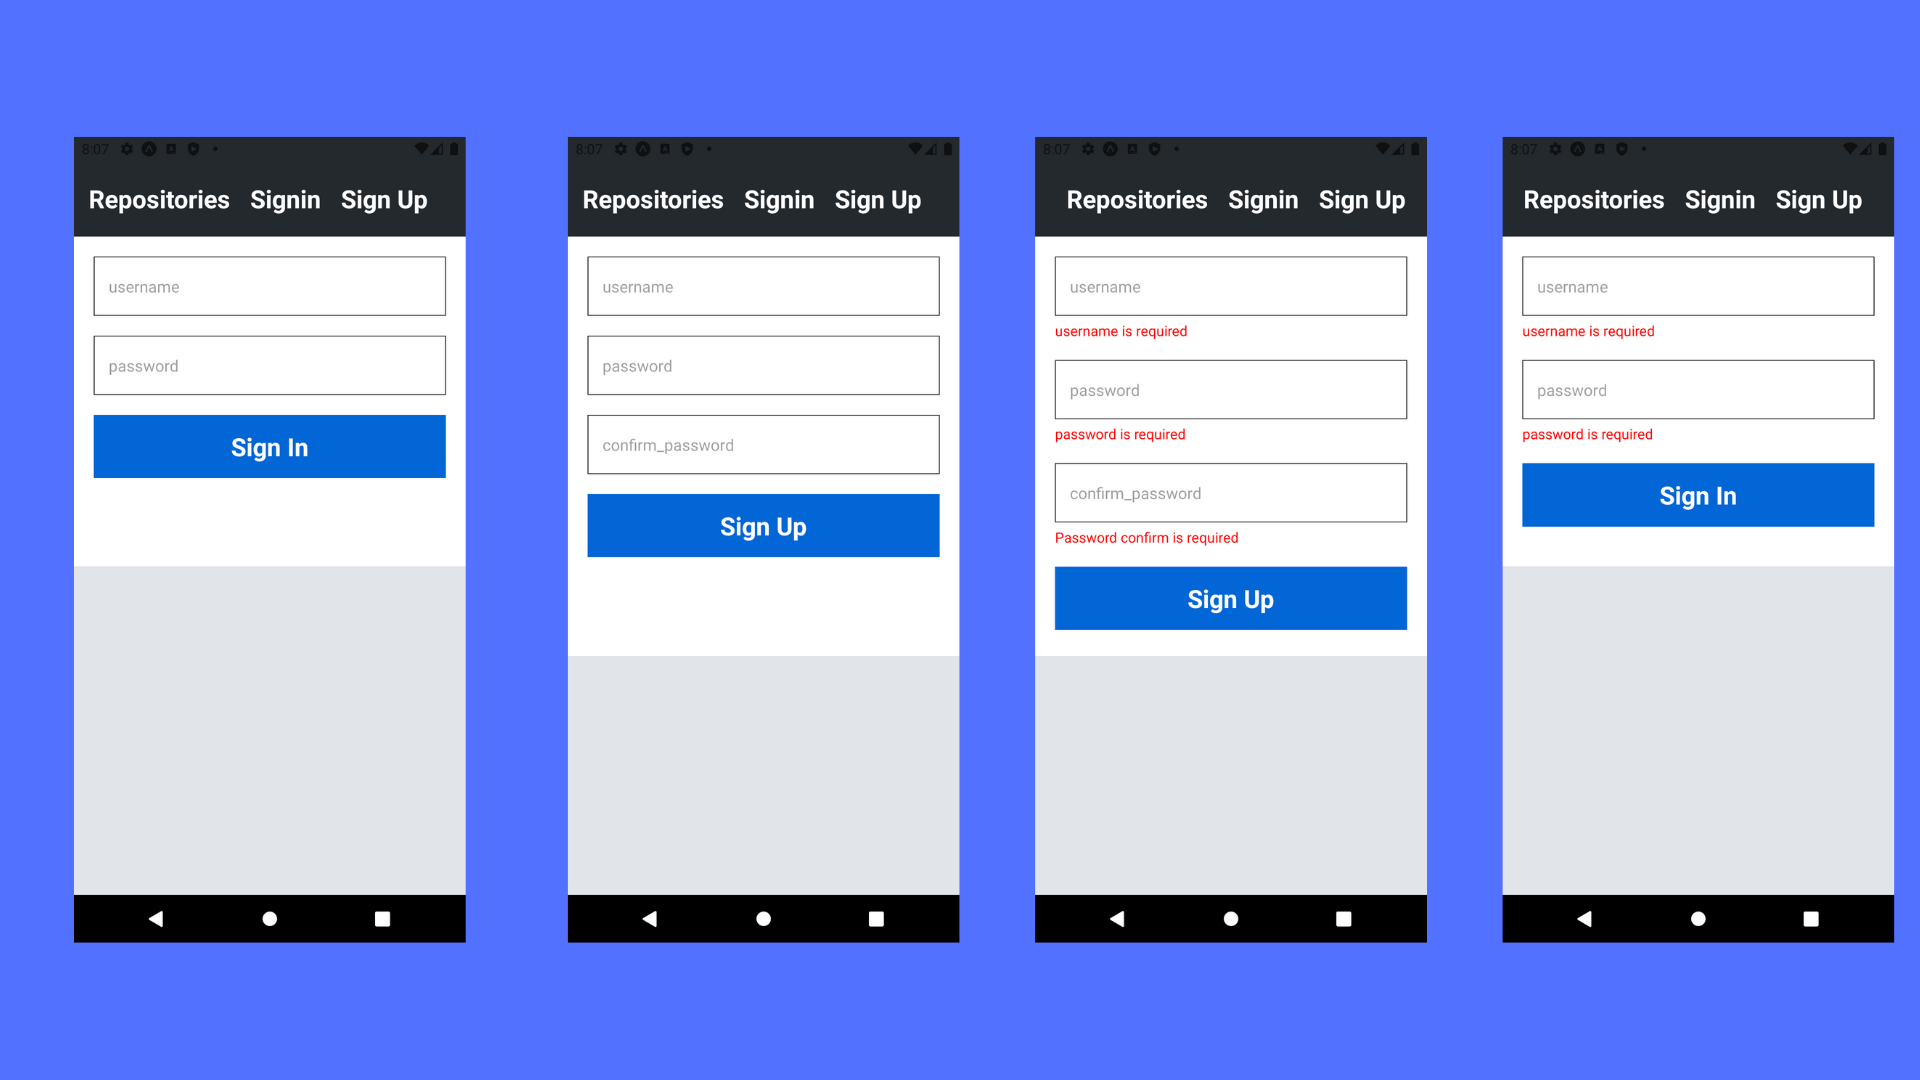 8:07
Repositories Signin Sign Up
username
password
Sign In
8:07
Repositories Signin Sign Up
username
password
confirm_password
Sign Up
8:07
Repositories Signin Sign Up
username
username is required
password
password is required
confirm_password
Password confirm is required
Sign Up
8:07
Repositories Signin Sign Up
username
username is required
password
password is required
Sign In